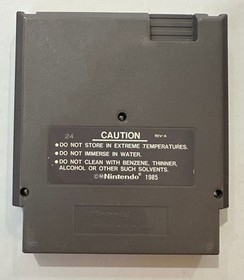 24 CAUTION REV-A
● DO NOT STORE IN EXTREME TEMPERATURES.
● DO NOT IMMERSE IN WATER.
● DO NOT CLEAN WITH BENZENE, THINNER,
ALCOHOL OR OTHER SUCH SOLVENTS.
©®Nintendo® 1985